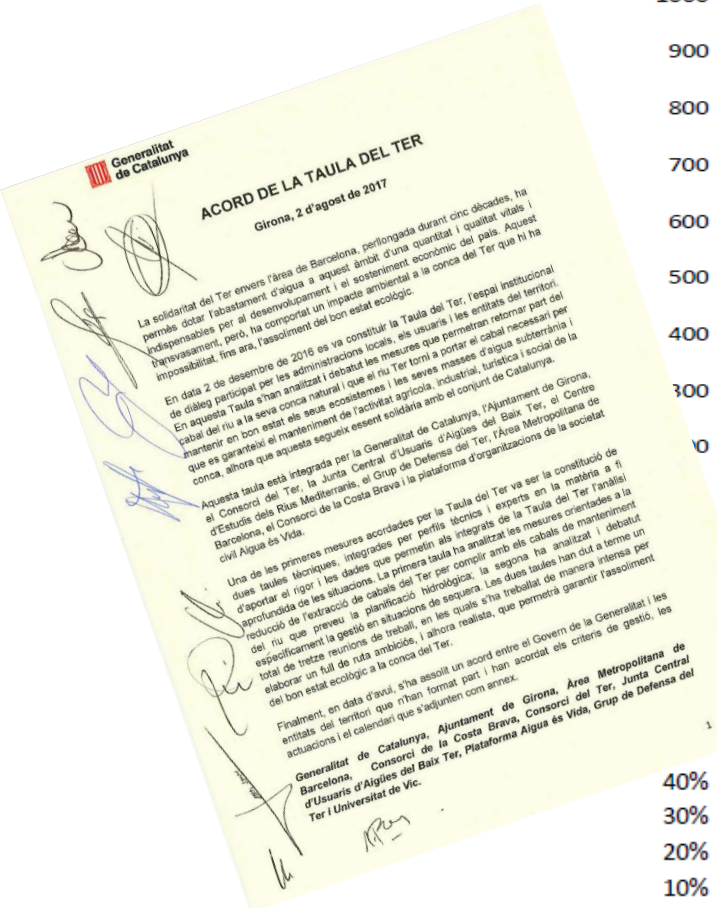 Generalitat
de Catalunya
ACORD DE LA TAULA DEL TER
Girona, 2 d'agost de 2017
La solidaritat del Ter envers l'àrea de Barcelona, perllongada durant cinc dècades, ha
permès dotar l'abastament d'aigua a aquest àmbit d'una quantitat i qualitat vitals i
indispensables per al desenvolupament i el sosteniment econòmic del país. Aquest
transvasament, però, ha comportat un impacte ambiental a la conca del Ter que hi ha
impossibilitat, fins ara, l'assoliment del bon estat ecològic.
En data 2 de desembre de 2016 es va constituir la Taula del Ter, l'espai institucional
de diàleg participat per les administracions locals, els usuaris i les entitats del territori.
En aquesta Taula s'han analitzat i debatut les mesures que permetran retornar part del
cabal del riu a la seva conca natural i que el riu Ter torni a portar el cabal necessari per
mantenir en bon estat els seus ecosistemes i les seves masses d'aigua subterrània i
que es garanteixi el manteniment de l'activitat agrícola, industrial, turística i social de la
conca, alhora que aquesta segueix essent solidària amb el conjunt de Catalunya.
Aquesta taula està integrada per la Generalitat de Catalunya, l'Ajuntament de Girona,
el Consorci del Ter, la Junta Central d'Usuaris d'Aigües del Baix Ter, el Centre
d'Estudis dels Rius Mediterranis, el Grup de Defensa del Ter, l'Àrea Metropolitana de
Barcelona, el Consorci de la Costa Brava i la plataforma d'organitzacions de la societat
civil Aigua és Vida.
Una de les primeres mesures acordades per la Taula del Ter va ser la constitució de
dues taules tècniques, integrades per perfils tècnics i experts en la matèria a fi
d'aportar el rigor i les dades que permetin als integrats de la Taula del Ter l'anàlisi
aprofundida de les situacions. La primera taula ha analitzat les mesures orientades a la
reducció de l'extracció de cabals del Ter per complir amb els cabals de manteniment
del riu que preveu la planificació hidrològica; la segona ha analitzat i debatut
específicament la gestió en situacions de sequera. Les dues taules han dut a terme un
total de tretze reunions de treball, en les quals s'ha treballat de manera intensa per
elaborar un full de ruta ambiciós, i alhora realista, que permetrà garantir l'assoliment
del bon estat ecològic a la conca del Ter.
Finalment, en data d'avui, s'ha assolit un acord entre el Govern de la Generalitat i les
entitats del territori que n'han format part i han acordat els criteris de gestió, les
actuacions i el calendari que s'adjunten com annex.
Generalitat de Catalunya, Ajuntament de Girona, Àrea Metropolitana de
Barcelona, Consorci de la Costa Brava, Consorci del Ter, Junta Central
d'Usuaris d'Aigües del Baix Ter, Plataforma Aigua és Vida, Grup de Defensa del
Ter i Universitat de Vic.
1
900
800
700
600
500
400
300
40%
30%
20%
10%